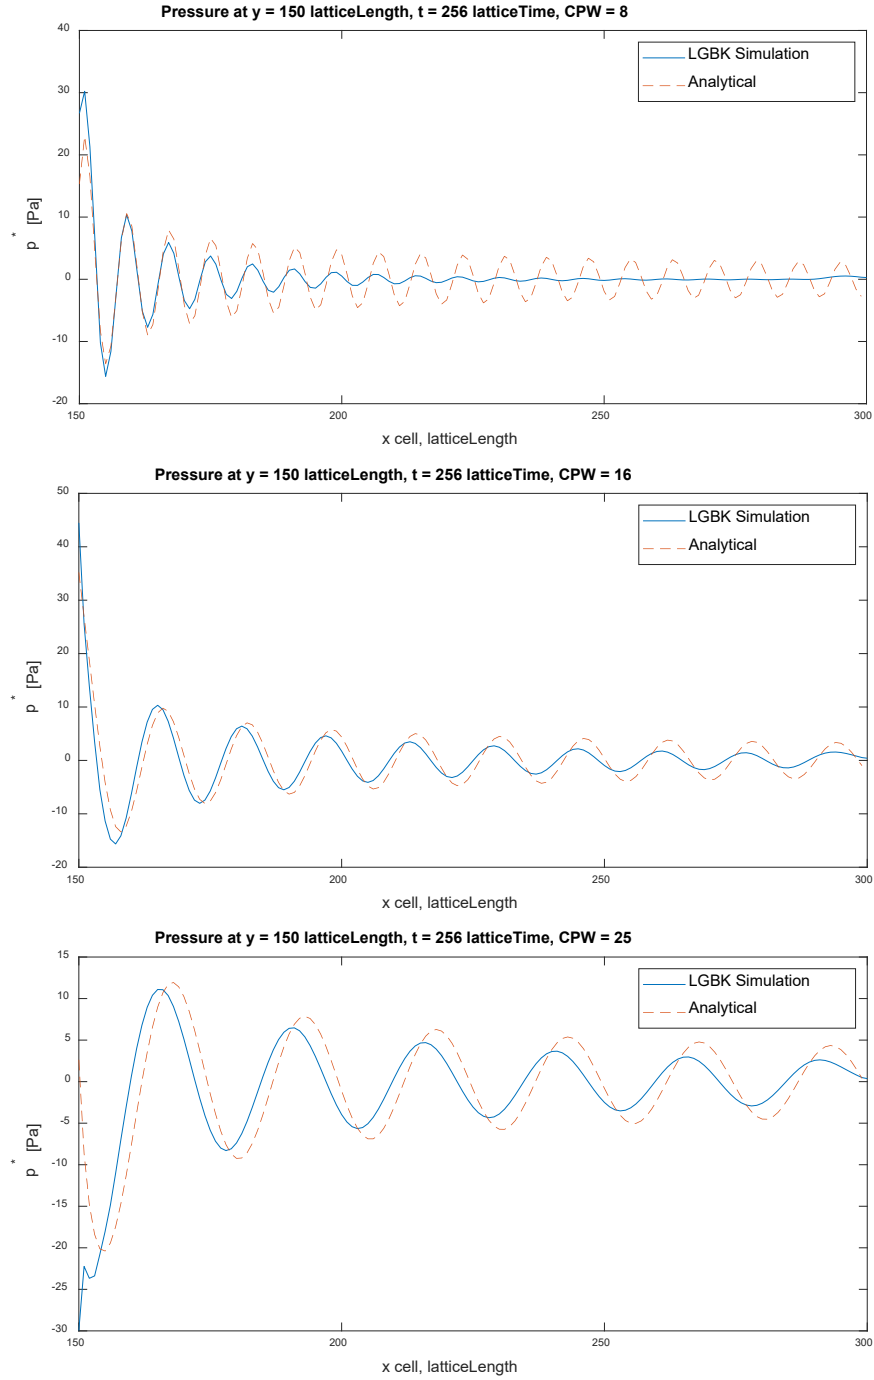 Pressure at y = 150 latticeLength, t = 256 latticeTime, CPW = 8
40
30
20
10
0
-10
-20
p* [Pa]
LGBK Simulation
Analytical
150 200 250 300
x cell, latticeLength
Pressure at y = 150 latticeLength, t = 256 latticeTime, CPW = 16
50
40
30
20
10
0
-10
-20
p* [Pa]
LGBK Simulation
Analytical
150 200 250 300
x cell, latticeLength
Pressure at y = 150 latticeLength, t = 256 latticeTime, CPW = 25
15
10
5
0
-5
-10
-15
-20
-25
-30
p* [Pa]
LGBK Simulation
Analytical
150 200 250 300
x cell, latticeLength